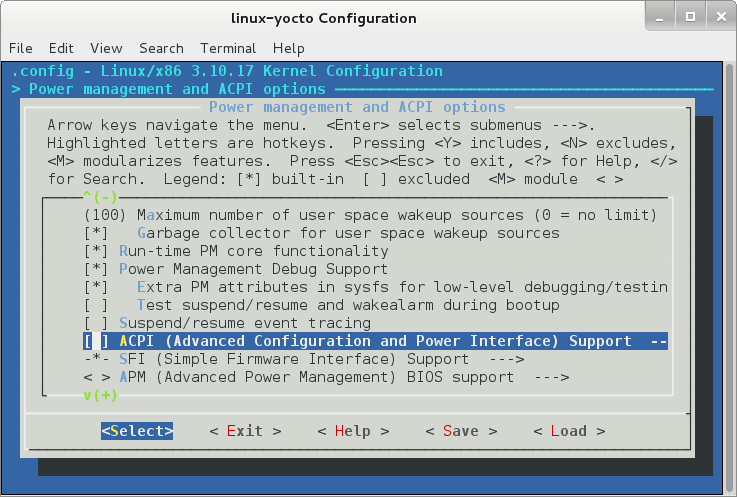 linux-yocto Configuration
File Edit View Search Terminal Help
.config - Linux/x86 3.10.17 Kernel Configuration
> Power management and ACPI options
Power management and ACPI options
Arrow keys navigate the menu. <Enter> selects submenus --->.
Highlighted letters are hotkeys. Pressing <Y> includes, <N> excludes,
<M> modularizes features. Press <Esc><Esc> to exit, <?> for Help, </>
for Search. Legend: [*] built-in [ ] excluded <M> module < >
^(-)
(100) Maximum number of user space wakeup sources (0 = no limit)
[*] Garbage collector for user space wakeup sources
[*] Run-time PM core functionality
[*] Power Management Debug Support
[*] Extra PM attributes in sysfs for low-level debugging/testin
[ ] Test suspend/resume and wakealarm during bootup
[ ] Suspend/resume event tracing
[ ] ACPI (Advanced Configuration and Power Interface) Support --
-*- SFI (Simple Firmware Interface) Support --->
< > APM (Advanced Power Management) BIOS support --->
v(+)
<Select> < Exit > < Help > < Save > < Load >